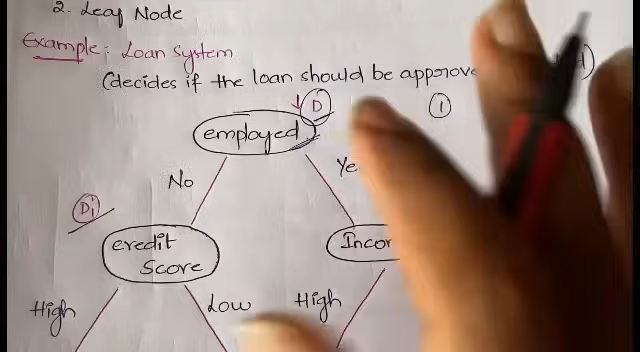 2. Leaf Node
Example: Loan System
(decides if the loan should be approve
D
1
employed
No
Ye
Di
credit
Score
Incor
High
Low
High